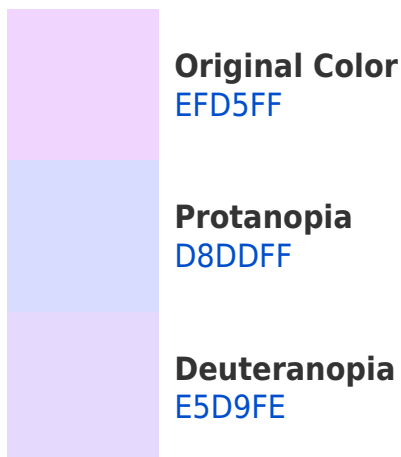 Original Color
EFD5FF
Protanopia
D8DDFF
Deuteranopia
E5D9FE